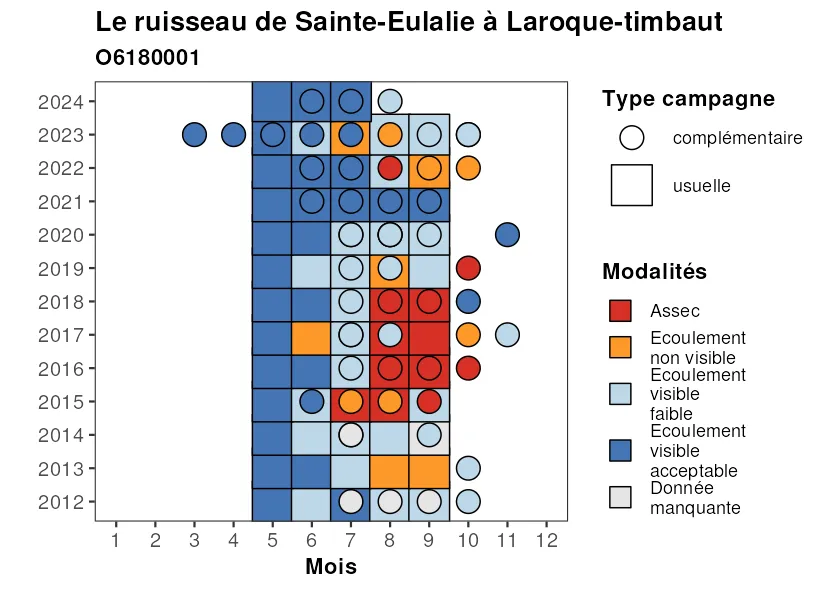 Le ruisseau de Sainte-Eulalie à Laroque-timbaut
O6180001
2024
2023
2022
2021
2020
2019
2018
2017
2016
2015
2014
2013
2012
1 2 3 4 5 6 7 8 9 10 11 12
Mois
Type campagne
complémentaire
usuelle
Modalités
Assec
Ecoulement
non visible
Ecoulement
visible
faible
Ecoulement
visible
acceptable
Donnée
manquante